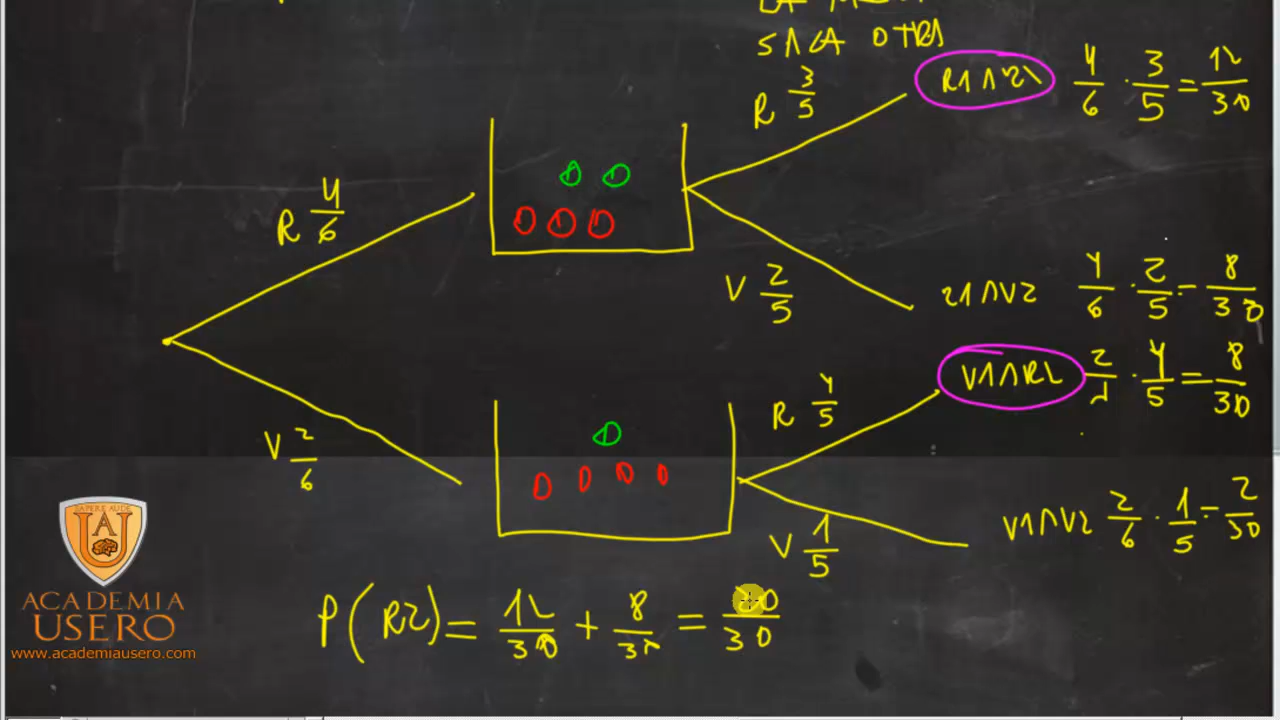 SACA OTRA
R 3/5
R1∧R2 4/6 · 3/5 = 12/30
R 4/6
V 2/5
R1∧V2 4/6 · 2/5 = 8/30
V1∧R2 · 4/5 = 8/30
R 4/5
V 2/6
V 1/5
V1∧V2 2/6 · 1/5 = 2/30
SAPERE AUDE
UA
ACADEMIA
USERO
www.academiausero.com
P(R2) = 12/30 + 8/30 = 20/30